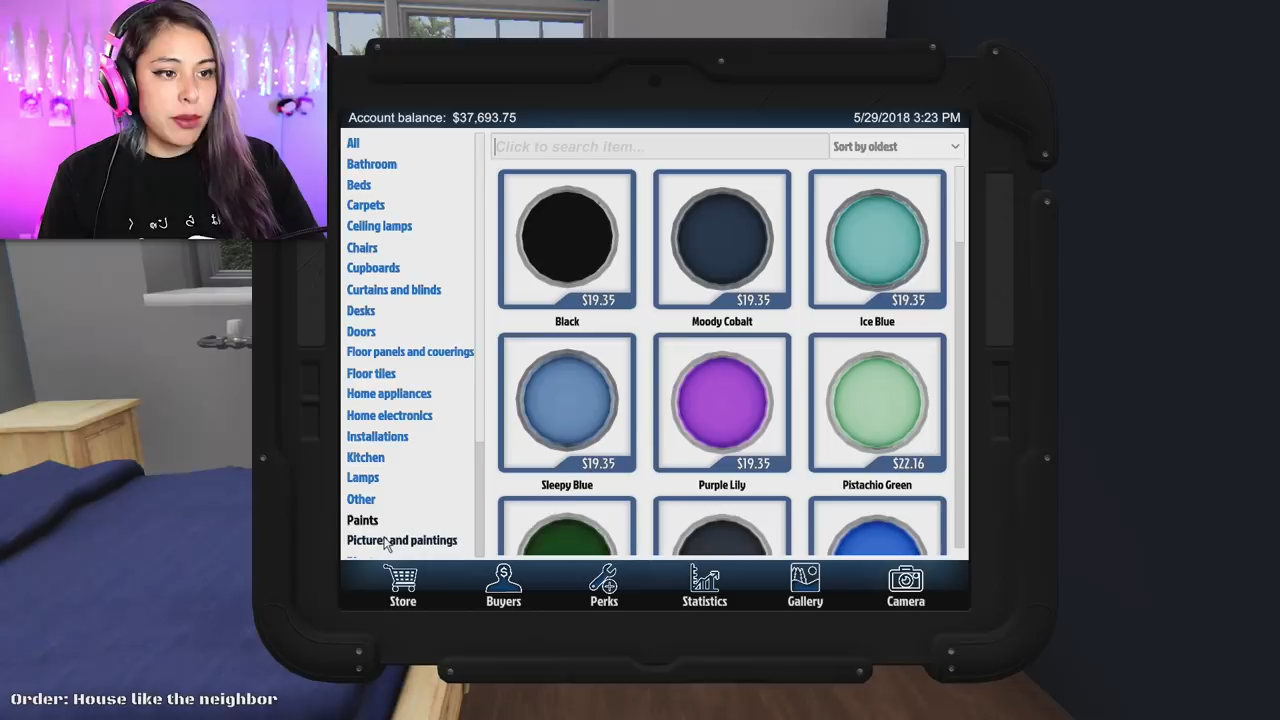 Account balance: $37,693.75
5/29/2018 3:23 PM
All
Bathroom
Beds
Carpets
Ceiling lamps
Chairs
Cupboards
Curtains and blinds
Desks
Doors
Floor panels and coverings
Floor tiles
Home appliances
Home electronics
Installations
Kitchen
Lamps
Other
Paints
Pictures and paintings
Click to search item...
Sort by oldest
$19.35
$19.35
$19.35
Black
Moody Cobalt
Ice Blue
$19.35
$19.35
$22.16
Sleepy Blue
Purple Lily
Pistachio Green
Store
Buyers
Perks
Statistics
Gallery
Camera
Order: House like the neighbor